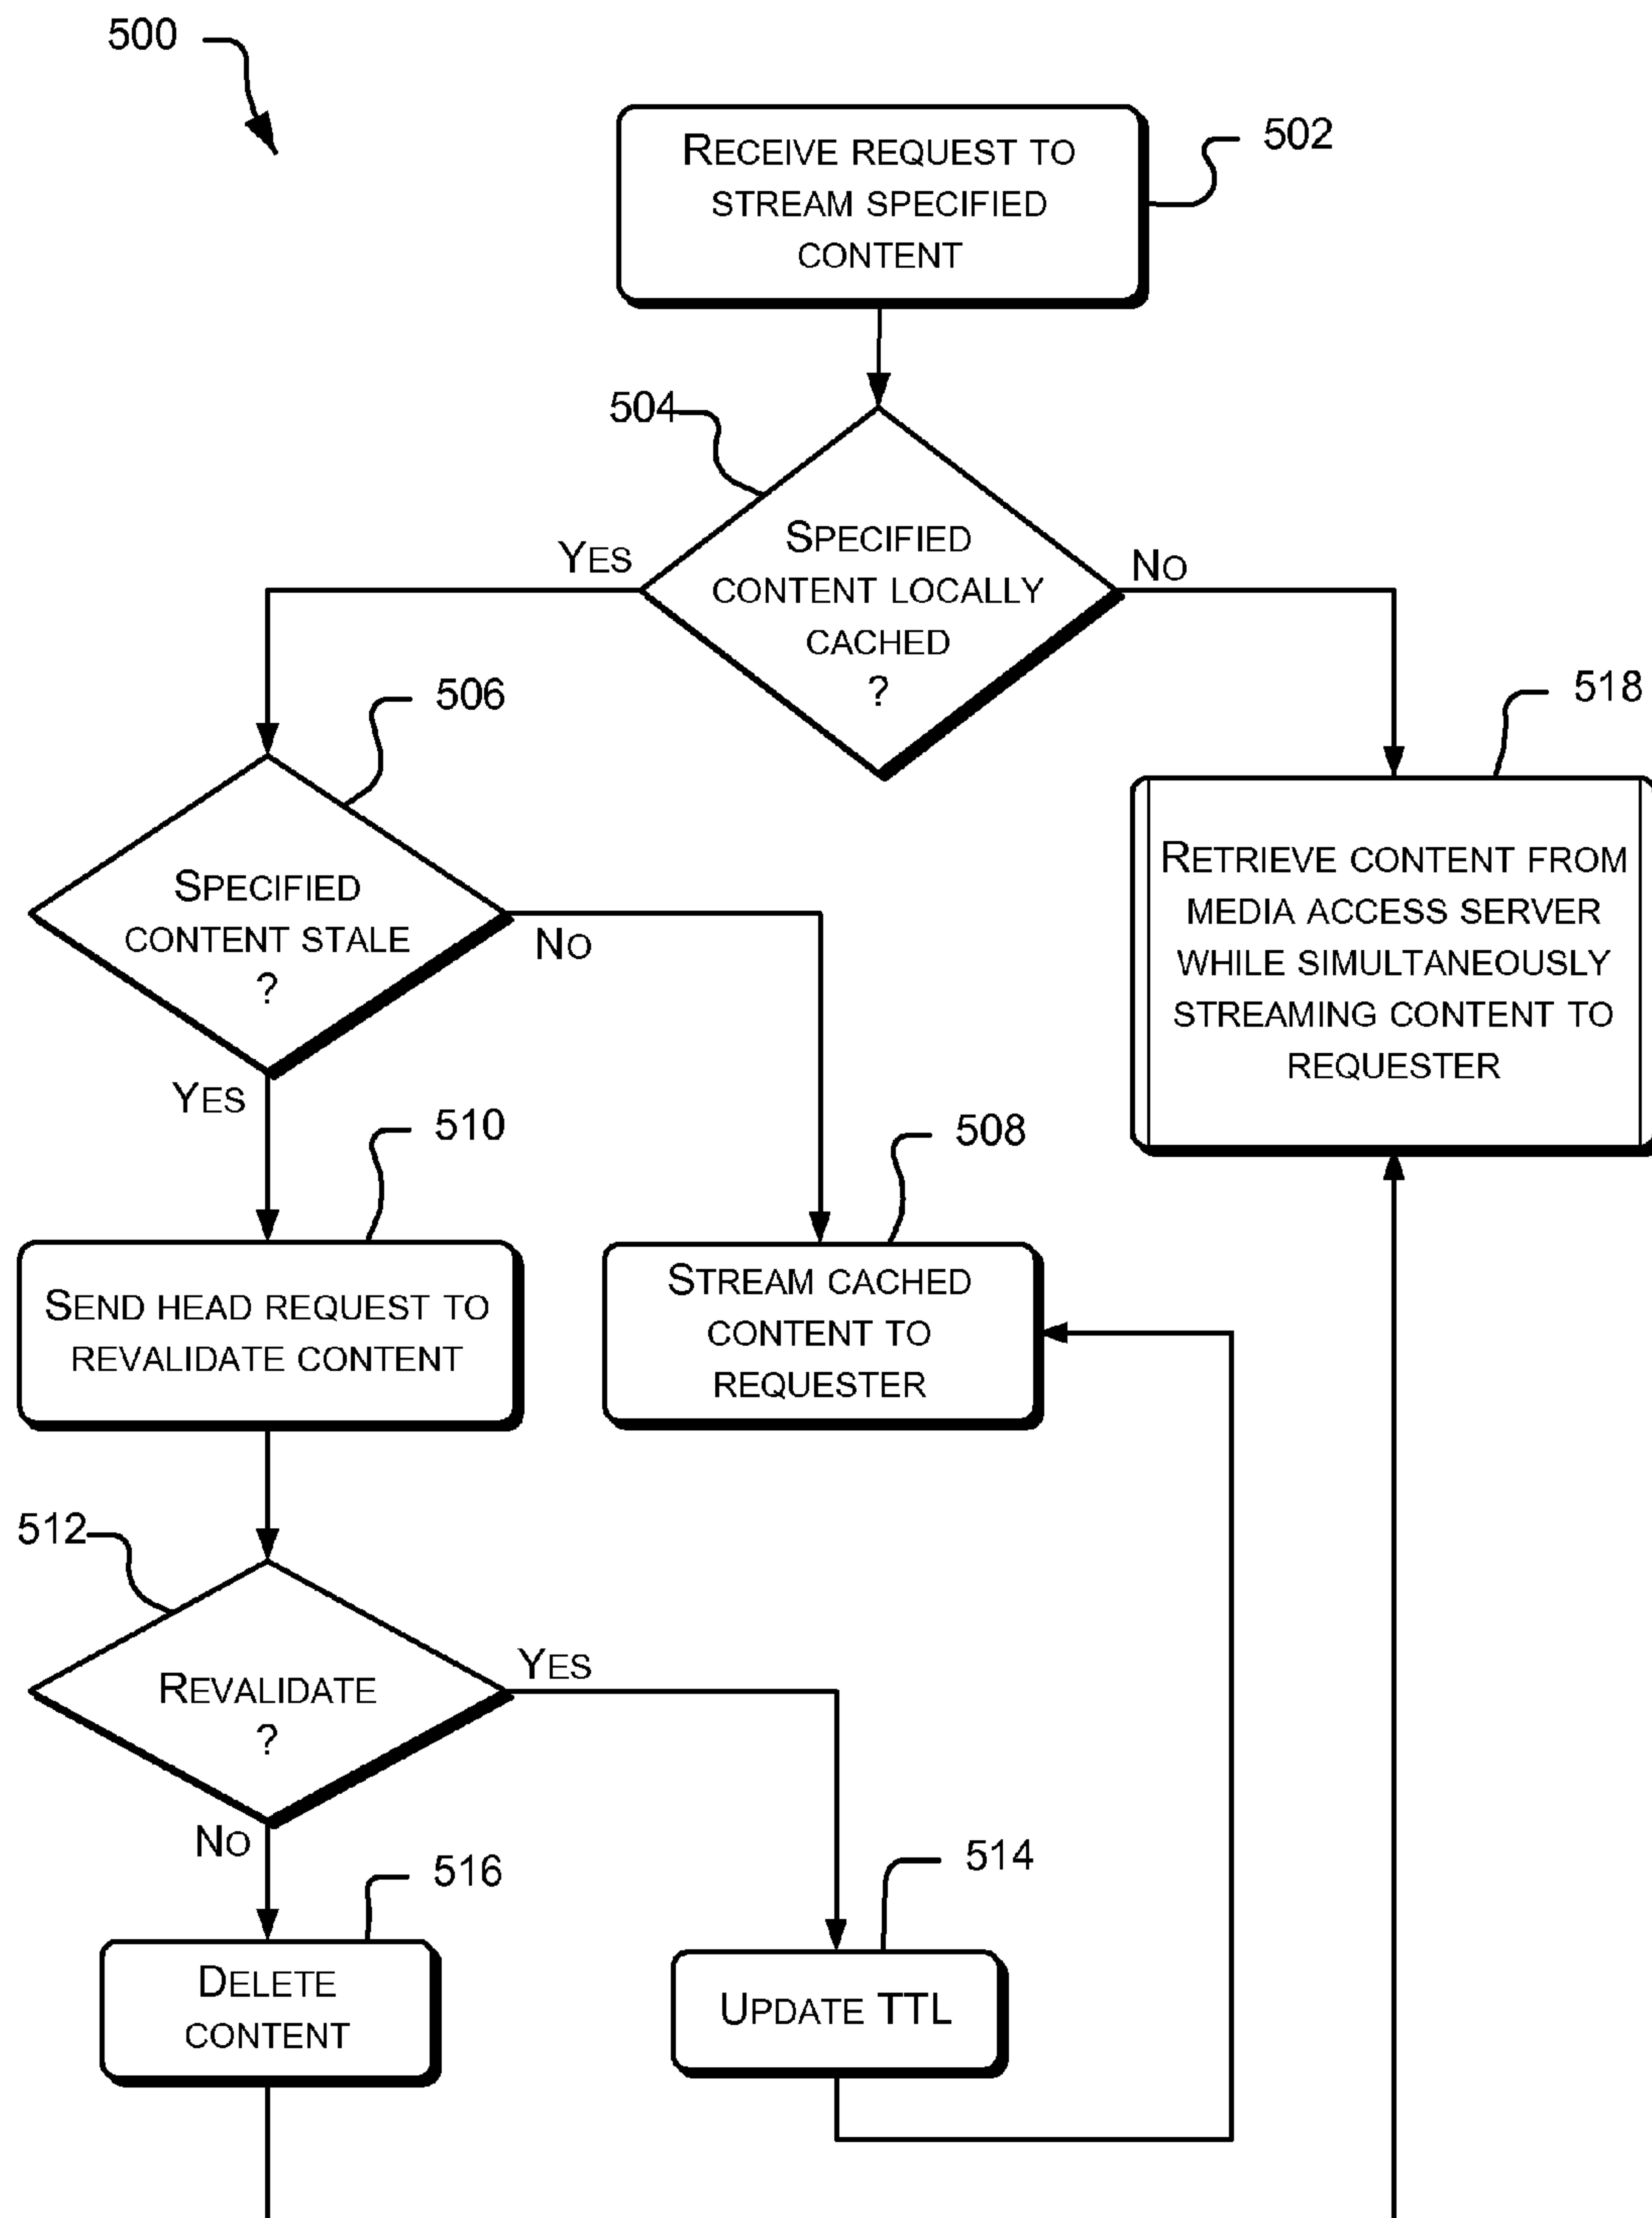 500
RECEIVE REQUEST TO
STREAM SPECIFIED
CONTENT
502
504
SPECIFIED
CONTENT LOCALLY
CACHED
?
YES
NO
506
SPECIFIED
CONTENT STALE
?
NO
YES
518
RETRIEVE CONTENT FROM
MEDIA ACCESS SERVER
WHILE SIMULTANEOUSLY
STREAMING CONTENT TO
REQUESTER
510
SEND HEAD REQUEST TO
REVALIDATE CONTENT
508
STREAM CACHED
CONTENT TO
REQUESTER
512
REVALIDATE
?
YES
NO
516
DELETE
CONTENT
514
UPDATE TTL